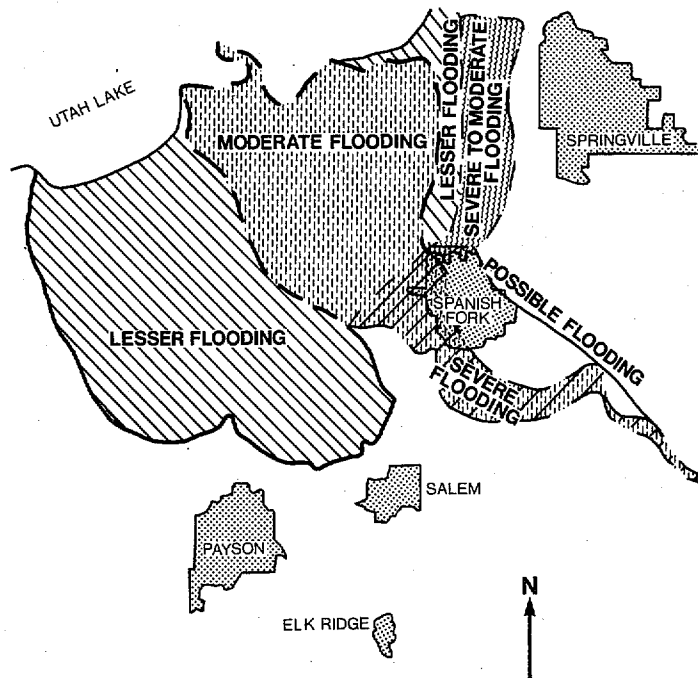 UTAH LAKE
MODERATE FLOODING
LESSER FLOODING
SEVERE TO MODERATE
FLOODING
SPRINGVILLE
SPANISH
FORK
POSSIBLE FLOODING
LESSER FLOODING
SEVERE
FLOODING
SALEM
PAYSON
ELK RIDGE
N